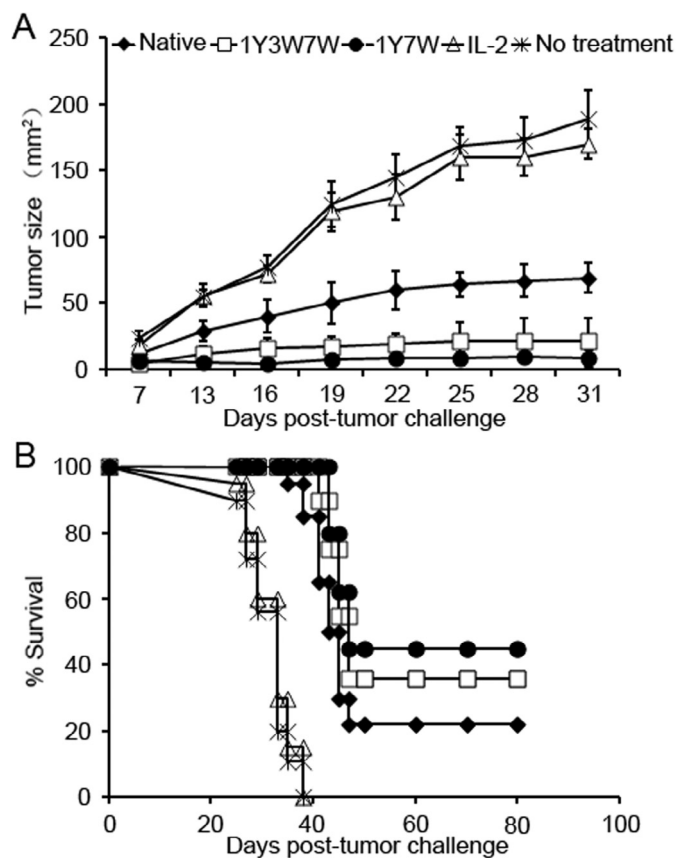 A
Native 1Y3W7W 1Y7W IL-2 No treatment
250
200
150
100
50
0
Tumor size (mm²)
7 13 16 19 22 25 28 31
Days post-tumor challenge
B
100
80
60
40
20
0
% Survival
0 20 40 60 80 100
Days post-tumor challenge